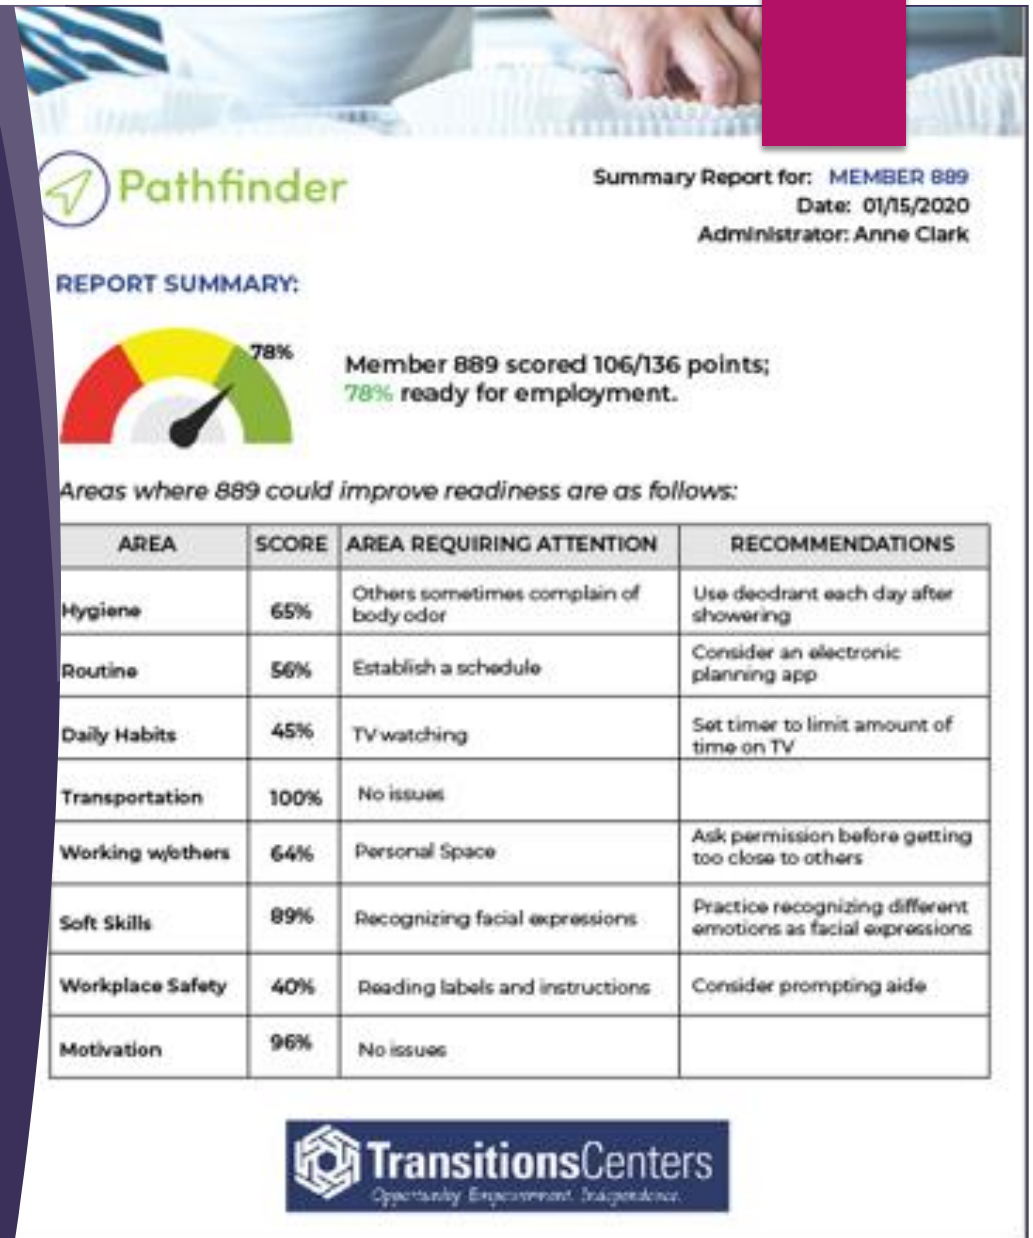 Pathfinder
Summary Report for: MEMBER 889
Date: 01/15/2020
Administrator: Anne Clark
REPORT SUMMARY:
78%
Member 889 scored 106/136 points;
78% ready for employment.
Areas where 889 could improve readiness are as follows:
AREA SCORE AREA REQUIRING ATTENTION RECOMMENDATIONS
Hygiene 65% Others sometimes complain of
body odor Use deodrant each day after
showering
Routine 56% Establish a schedule Consider an electronic
planning app
Daily Habits 45% TV watching Set timer to limit amount of
time on TV
Transportation 100% No issues
Working w/others 64% Personal Space Ask permission before getting
too close to others
Soft Skills 89% Recognizing facial expressions Practice recognizing different
emotions as facial expressions
Workplace Safety 40% Reading labels and instructions Consider prompting aide
Motivation 96% No issues
TransitionsCenters
Opportunity. Empowerment. Independence.